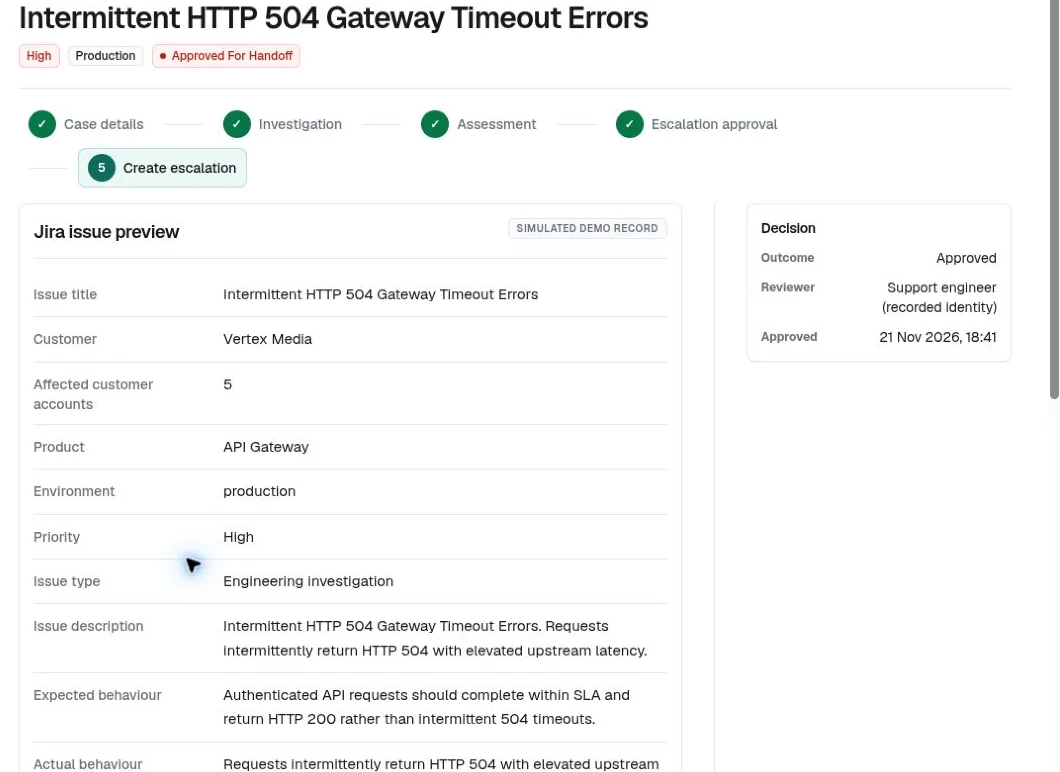 Intermittent HTTP 504 Gateway Timeout Errors
High Production Approved For Handoff
✓ Case details ✓ Investigation ✓ Assessment ✓ Escalation approval
5 Create escalation
Jira issue preview SIMULATED DEMO RECORD
Issue title Intermittent HTTP 504 Gateway Timeout Errors
Customer Vertex Media
Affected customer 5
accounts
Product API Gateway
Environment production
Priority High
Issue type Engineering investigation
Issue description Intermittent HTTP 504 Gateway Timeout Errors. Requests
intermittently return HTTP 504 with elevated upstream latency.
Expected behaviour Authenticated API requests should complete within SLA and
return HTTP 200 rather than intermittent 504 timeouts.
Actual behaviour Requests intermittently return HTTP 504 with elevated upstream
Decision
Outcome Approved
Reviewer Support engineer
(recorded identity)
Approved 21 Nov 2026, 18:41